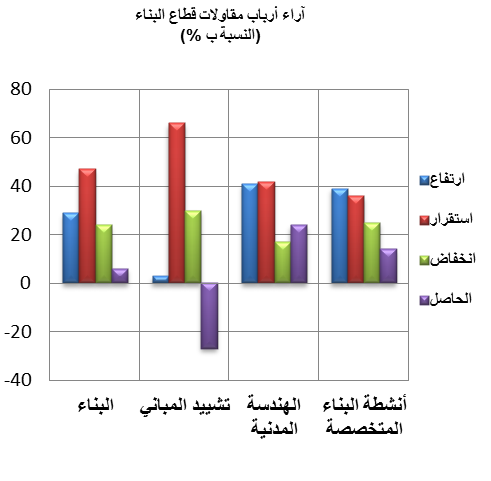 آراء أرباب مقاولات قطاع البناء
(النسبة ب %)
80
60
40
20
0
-20
-40
ارتفاع
استقرار
انخفاض
الحاصل
البناء
تشييد المباني
الهندسة
المدنية
أنشطة البناء
المتخصصة